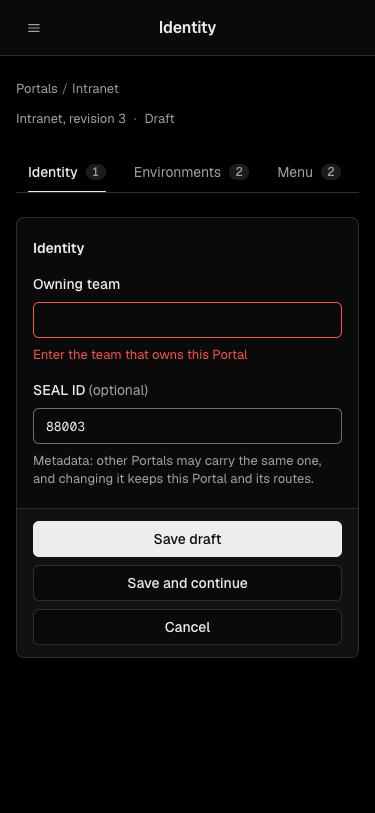 Identity
Portals / Intranet
Intranet, revision 3 · Draft
Identity 1 Environments 2 Menu 2
Identity
Owning team
Enter the team that owns this Portal
SEAL ID (optional)
88003
Metadata: other Portals may carry the same one,
and changing it keeps this Portal and its routes.
Save draft
Save and continue
Cancel